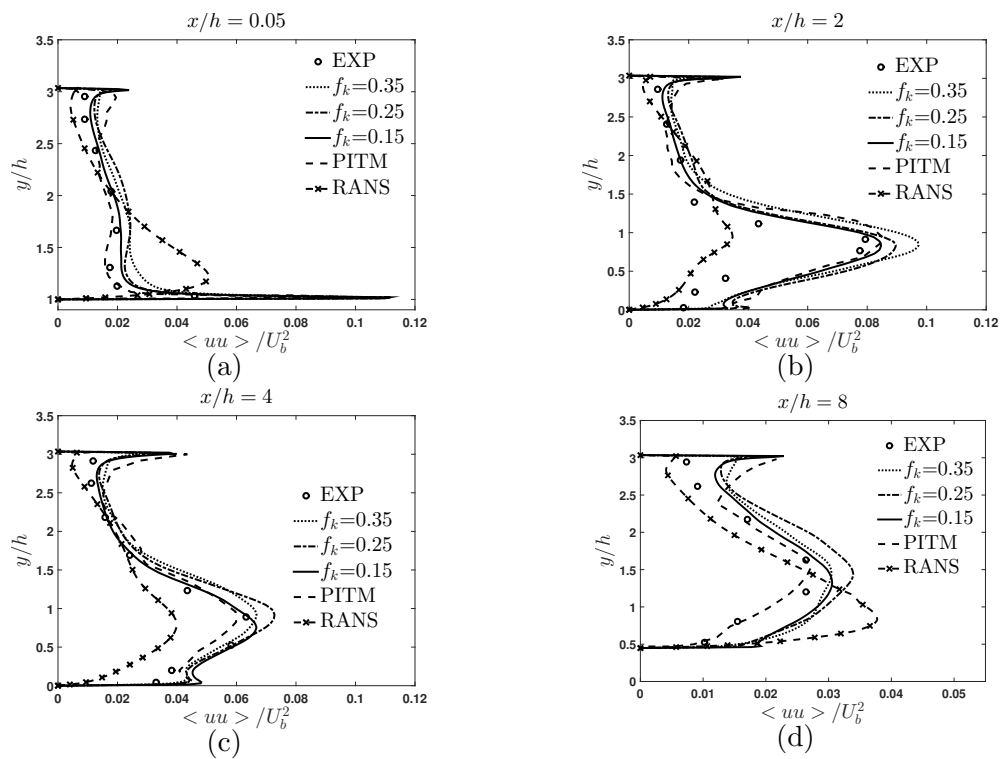 x/h = 0.05
3.5
3
2.5
2
1.5
1
y/h
EXP
f_k=0.35
f_k=0.25
f_k=0.15
PITM
RANS
0 0.02 0.04 0.06 0.08 0.1 0.12
< uu > /U_b^2
(a)
x/h = 2
3.5
3
2.5
2
1.5
1
0.5
0
y/h
EXP
f_k=0.35
f_k=0.25
f_k=0.15
PITM
RANS
0 0.02 0.04 0.06 0.08 0.1 0.12
< uu > /U_b^2
(b)
x/h = 4
3.5
3
2.5
2
1.5
1
0.5
0
y/h
EXP
f_k=0.35
f_k=0.25
f_k=0.15
PITM
RANS
0 0.02 0.04 0.06 0.08 0.1 0.12
< uu > /U_b^2
(c)
x/h = 8
3.5
3
2.5
2
1.5
1
0.5
0
y/h
EXP
f_k=0.35
f_k=0.25
f_k=0.15
PITM
RANS
0 0.01 0.02 0.03 0.04 0.05
< uu > /U_b^2
(d)